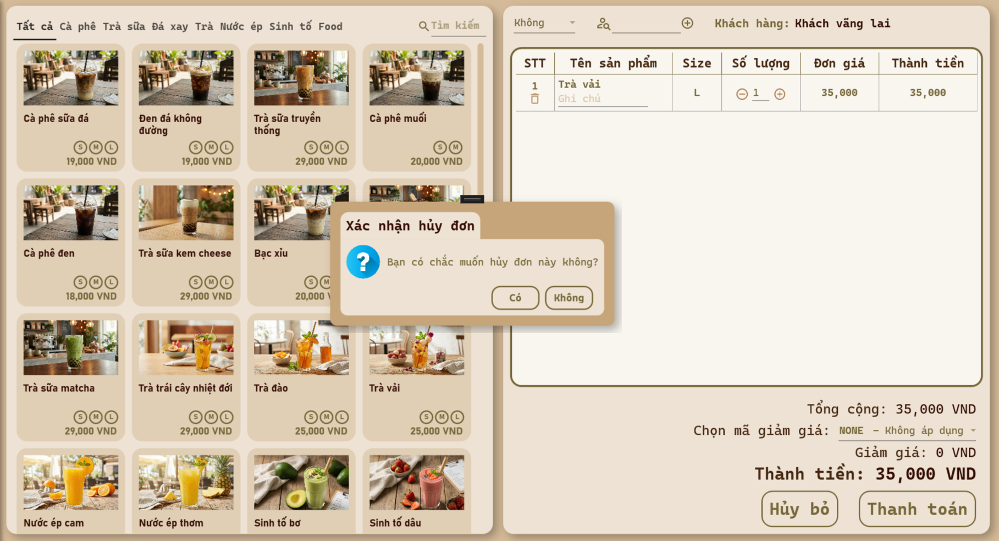 Tất cả Cà phê Trà sữa Đá xay Trà Nước ép Sinh tố Food
Tìm kiếm
Cà phê sữa đá
S M L
19,000 VND
Đen đá không
đường
S M L
19,000 VND
Trà sữa truyền
thống
S M L
29,000 VND
Cà phê muối
S M
20,000 VND
Cà phê đen
S M L
18,000 VND
Trà sữa kem cheese
S M L
29,000 VND
Bạc xỉu
S M
20,000 V
Trà sữa matcha
S M L
29,000 VND
Trà trái cây nhiệt đới
S M L
29,000 VND
Trà đào
S M L
25,000 VND
Trà vải
S M L
25,000 VND
Nước ép cam
Nước ép thơm
Sinh tố bơ
Sinh tố dâu
Xác nhận hủy đơn
Bạn có chắc muốn hủy đơn này không?
Có Không
Không
Khách hàng: Khách vãng lai
STT Tên sản phẩm Size Số lượng Đơn giá Thành tiền
1 Trà vải L 1 35,000 35,000
Ghi chú
Tổng cộng: 35,000 VND
Chọn mã giảm giá: NONE - Không áp dụng
Giảm giá: 0 VND
Thành tiền: 35,000 VND
Hủy bỏ Thanh toán